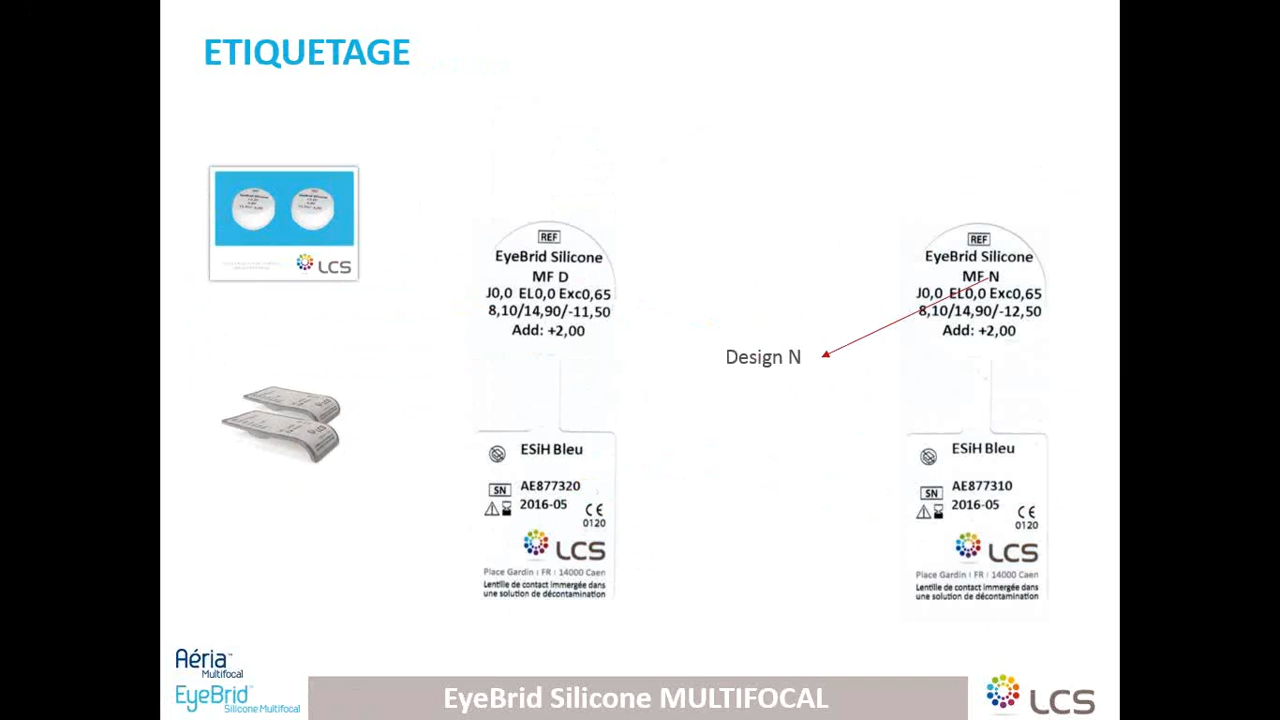 ETIQUETAGE
LCS
REF
EyeBrid Silicone
MF D
J0,0 EL0,0 Exc0,65
8,10/14,90/-11,50
Add: +2,00
ESiH Bleu
SN AE877320
2016-05
CE
0120
LCS
Place Gardin | FR | 14000 Caen
Lentille de contact immergée dans
une solution de décontamination
Design N
REF
EyeBrid Silicone
MF N
J0,0 EL0,0 Exc0,65
8,10/14,90/-12,50
Add: +2,00
ESiH Bleu
SN AE877310
2016-05
CE
0120
LCS
Place Gardin | FR | 14000 Caen
Lentille de contact immergée dans
une solution de décontamination
Aéria™
Multifocal
EyeBrid™
Silicone Multifocal
EyeBrid Silicone MULTIFOCAL
LCS